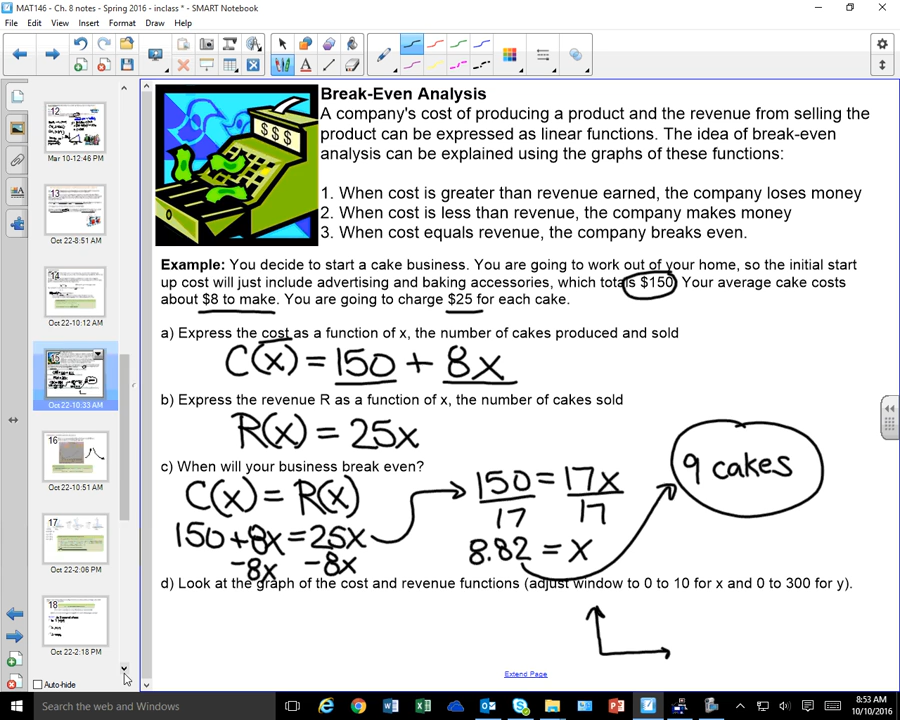 MAT146 - Ch. 8 notes - Spring 2016 - inclass * - SMART Notebook
File Edit View Insert Format Draw Help
12
Mar 10-12:46 PM
13
Oct 22-8:51 AM
14
Oct 22-10:12 AM
15
Oct 22-10:33 AM
16
Oct 22-10:51 AM
17
Oct 22-2:06 PM
18
Oct 22-2:18 PM
Auto-hide
$$$
Break-Even Analysis
A company's cost of producing a product and the revenue from selling the
product can be expressed as linear functions. The idea of break-even
analysis can be explained using the graphs of these functions:
1. When cost is greater than revenue earned, the company loses money
2. When cost is less than revenue, the company makes money
3. When cost equals revenue, the company breaks even.
Example: You decide to start a cake business. You are going to work out of your home, so the initial start
up cost will just include advertising and baking accessories, which totals $150. Your average cake costs
about $8 to make. You are going to charge $25 for each cake.
a) Express the cost as a function of x, the number of cakes produced and sold
C(x) = 150 + 8x
b) Express the revenue R as a function of x, the number of cakes sold
R(x) = 25x
c) When will your business break even?
C(x) = R(x)
150 + 8x = 25x
-8x -8x
150 = 17x
17 17
8.82 = x
9 cakes
d) Look at the graph of the cost and revenue functions (adjust window to 0 to 10 for x and 0 to 300 for y).
Extend Page
Search the web and Windows
8:53 AM
10/10/2016